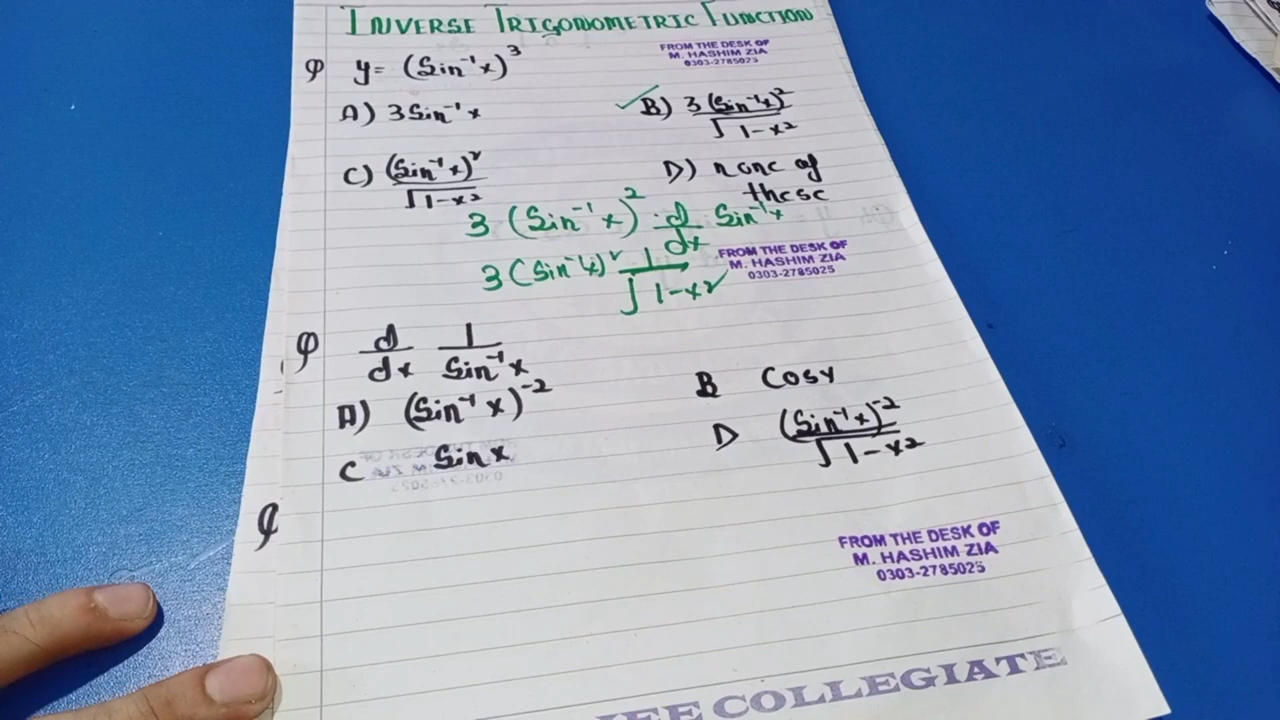 INVERSE TRIGONOMETRIC FUNCTION
FROM THE DESK OF
M. HASHIM ZIA
0303-2785025
φ y = (Sin⁻¹x)³
A) 3 Sin⁻¹x
✓ B) 3 (Sin⁻¹x)² / √1-x²
C) (Sin⁻¹x)² / √1-x²
D) none of
these
3 (Sin⁻¹x)² · d/dx Sin⁻¹x
3 (Sin⁻¹x)² 1/√1-x²
FROM THE DESK OF
M. HASHIM ZIA
0303-2785025
φ d/dx 1/Sin⁻¹x
A) (Sin⁻¹x)⁻²
B Cosx
C Sinx
D (Sin⁻¹x)⁻² / √1-x²
φ
FROM THE DESK OF
M. HASHIM ZIA
0303-2785025
COLLEGIATE